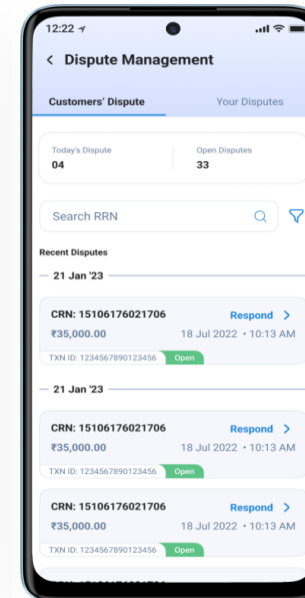 12:22
Dispute Management
Customers' Dispute Your Disputes
Today's Dispute Open Disputes
04 33
Search RRN
Recent Disputes
21 Jan '23
CRN: 15106176021706 Respond
₹35,000.00 18 Jul 2022 • 10:13 AM
TXN ID: 1234567890123456 Open
21 Jan '23
CRN: 15106176021706 Respond
₹35,000.00 18 Jul 2022 • 10:13 AM
TXN ID: 1234567890123456 Open
CRN: 15106176021706 Respond
₹35,000.00 18 Jul 2022 • 10:13 AM
TXN ID: 1234567890123456 Open